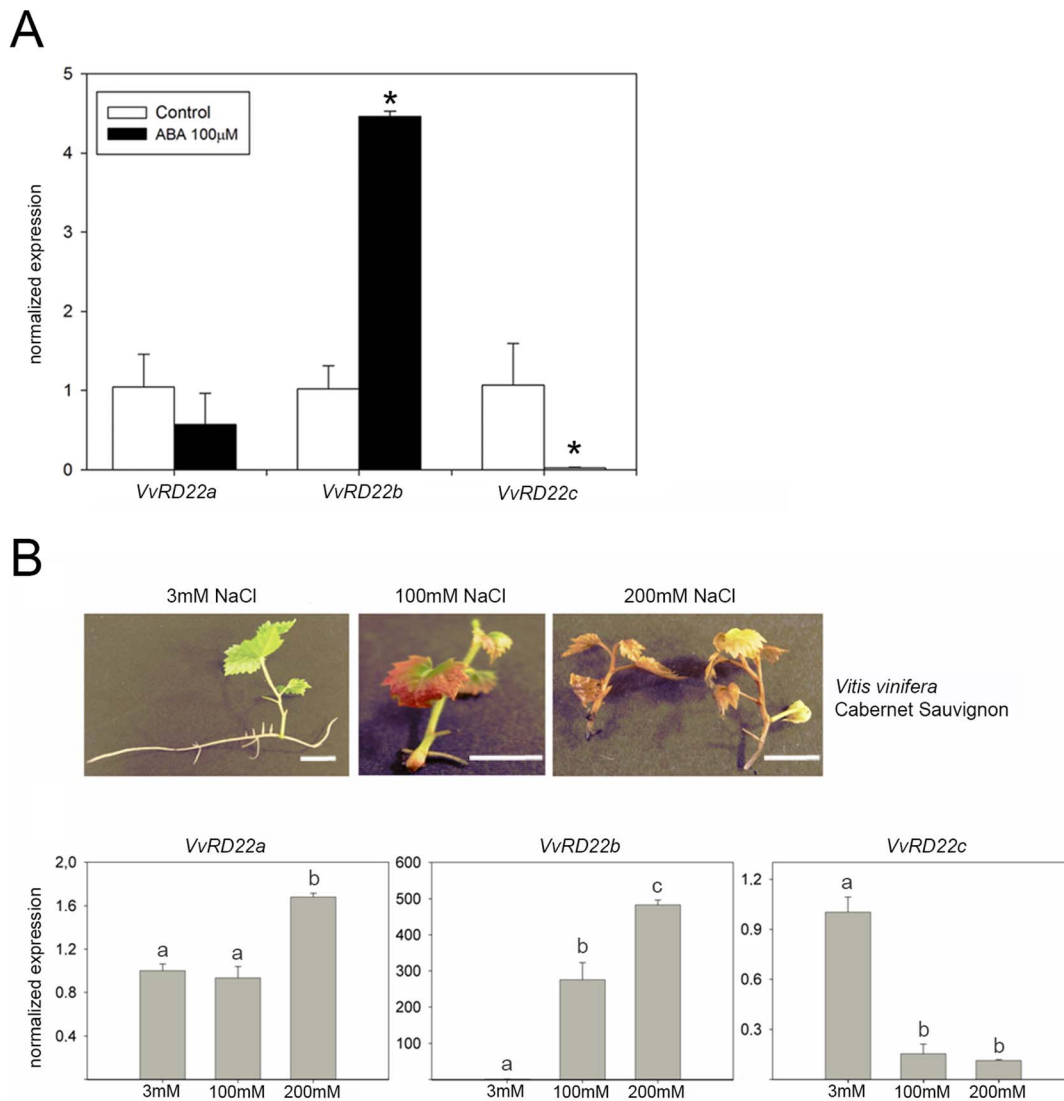 A
5
4
3
2
1
0
normalized expression
Control
ABA 100µM
*
*
VvRD22a
VvRD22b
VvRD22c
B
3mM NaCl
100mM NaCl
200mM NaCl
Vitis vinifera
Cabernet Sauvignon
VvRD22a
normalized expression
2,0
1.6
1.2
0.8
0.4
a
a
b
3mM
100mM
200mM
VvRD22b
600
500
400
300
200
100
a
b
c
3mM
100mM
200mM
VvRD22c
1.2
0.9
0.6
0.3
a
b
b
3mM
100mM
200mM